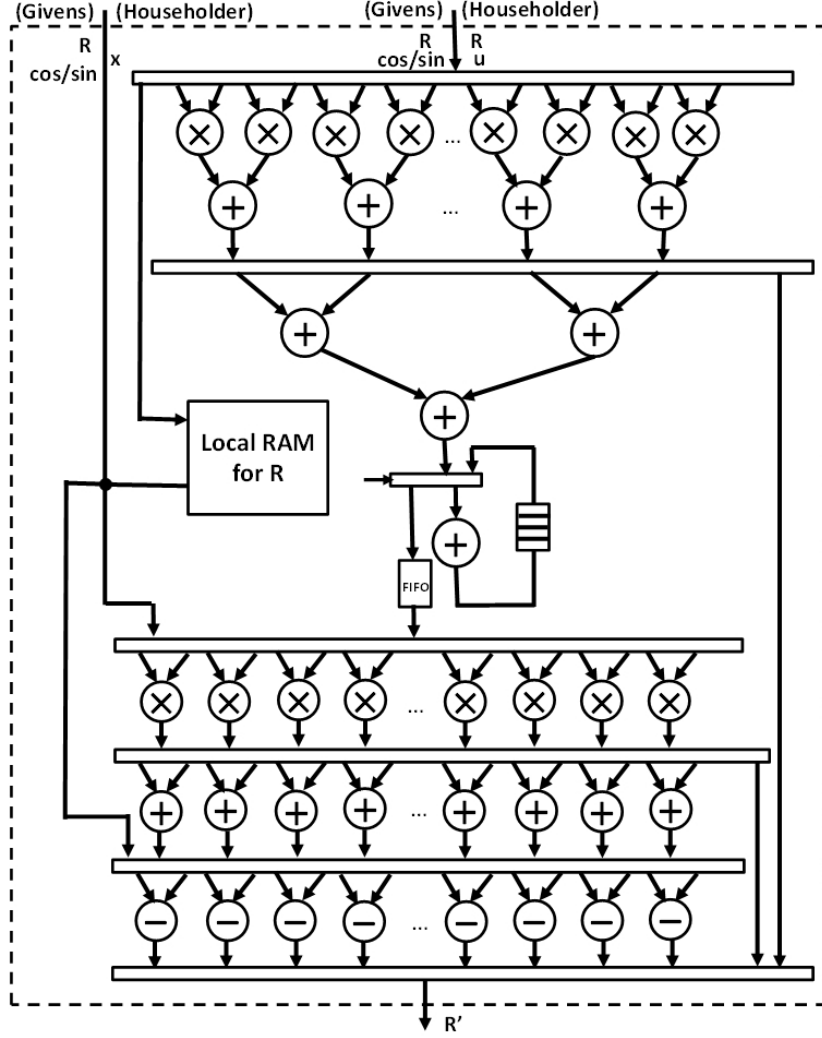 (Givens) (Householder) (Givens) (Householder)
R x R R
cos/sin cos/sin u
× × × × ... × × × ×
+ + ... + +
+ +
+
Local RAM
for R
+
FIFO
× × × × ... × × × ×
+ + + + ... + + + +
− − − − ... − − − −
R’